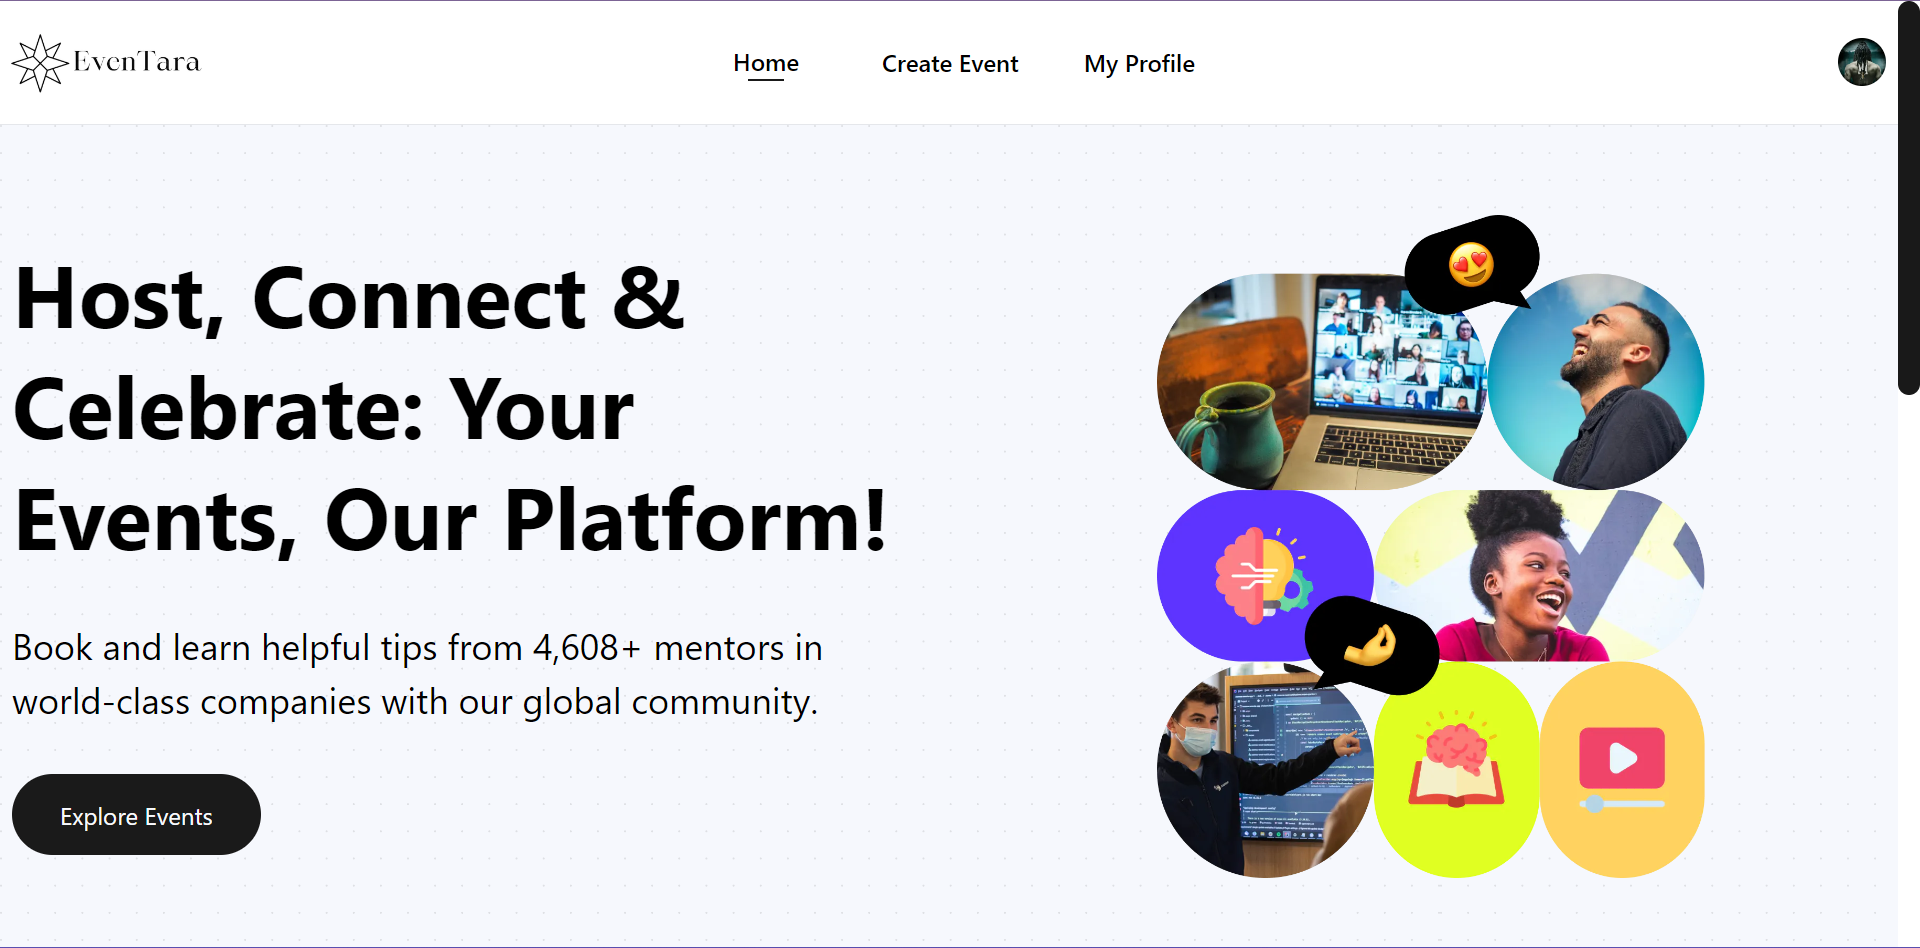 EvenTara
Home
Create Event
My Profile
Host, Connect &
Celebrate: Your
Events, Our Platform!
Book and learn helpful tips from 4,608+ mentors in
world-class companies with our global community.
Explore Events